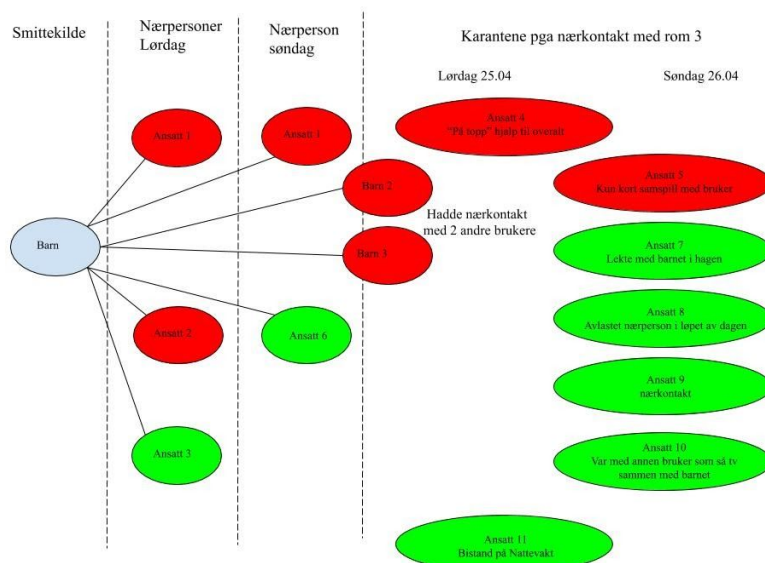 Smittekilde
Nærpersoner
Lørdag
Nærperson
søndag
Karantene pga nærkontakt med rom 3
Lørdag 25.04
Søndag 26.04
Ansatt 1
Ansatt 1
Ansatt 4
“På topp” hjalp til overalt
Barn 2
Ansatt 5
Kun kort samspill med bruker
Hadde nærkontakt
med 2 andre brukere
Barn
Barn 3
Ansatt 7
Lekte med barnet i hagen
Ansatt 2
Ansatt 6
Ansatt 8
Avlastet nærperson i løpet av dagen
Ansatt 9
nærkontakt
Ansatt 3
Ansatt 10
Var med annen bruker som så tv
sammen med barnet
Ansatt 11
Bistand på Nattevakt